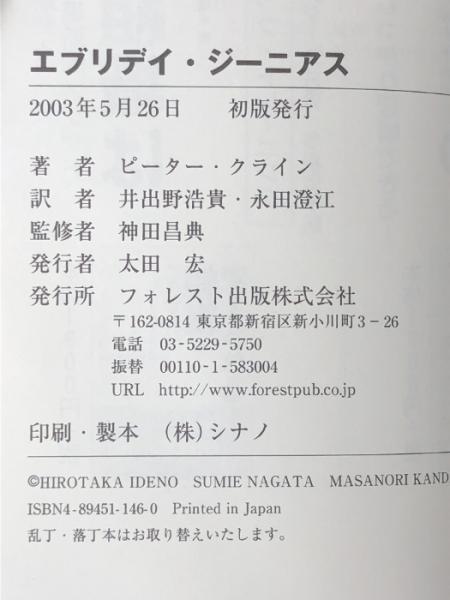 エブリデイ・ジーニアス
2003年5月26日　初版発行
著　者　ピーター・クライン
訳　者　井出野浩貴・永田澄江
監修者　神田昌典
発行者　太田　宏
発行所　フォレスト出版株式会社
〒162-0814 東京都新宿区新小川町3－26
電話　03-5229-5750
振替　00110-1-583004
URL　http://www.forestpub.co.jp
印刷・製本　（株）シナノ
©HIROTAKA IDENO　SUMIE NAGATA　MASANORI KAND
ISBN4-89451-146-0　Printed in Japan
乱丁・落丁本はお取り替えいたします。